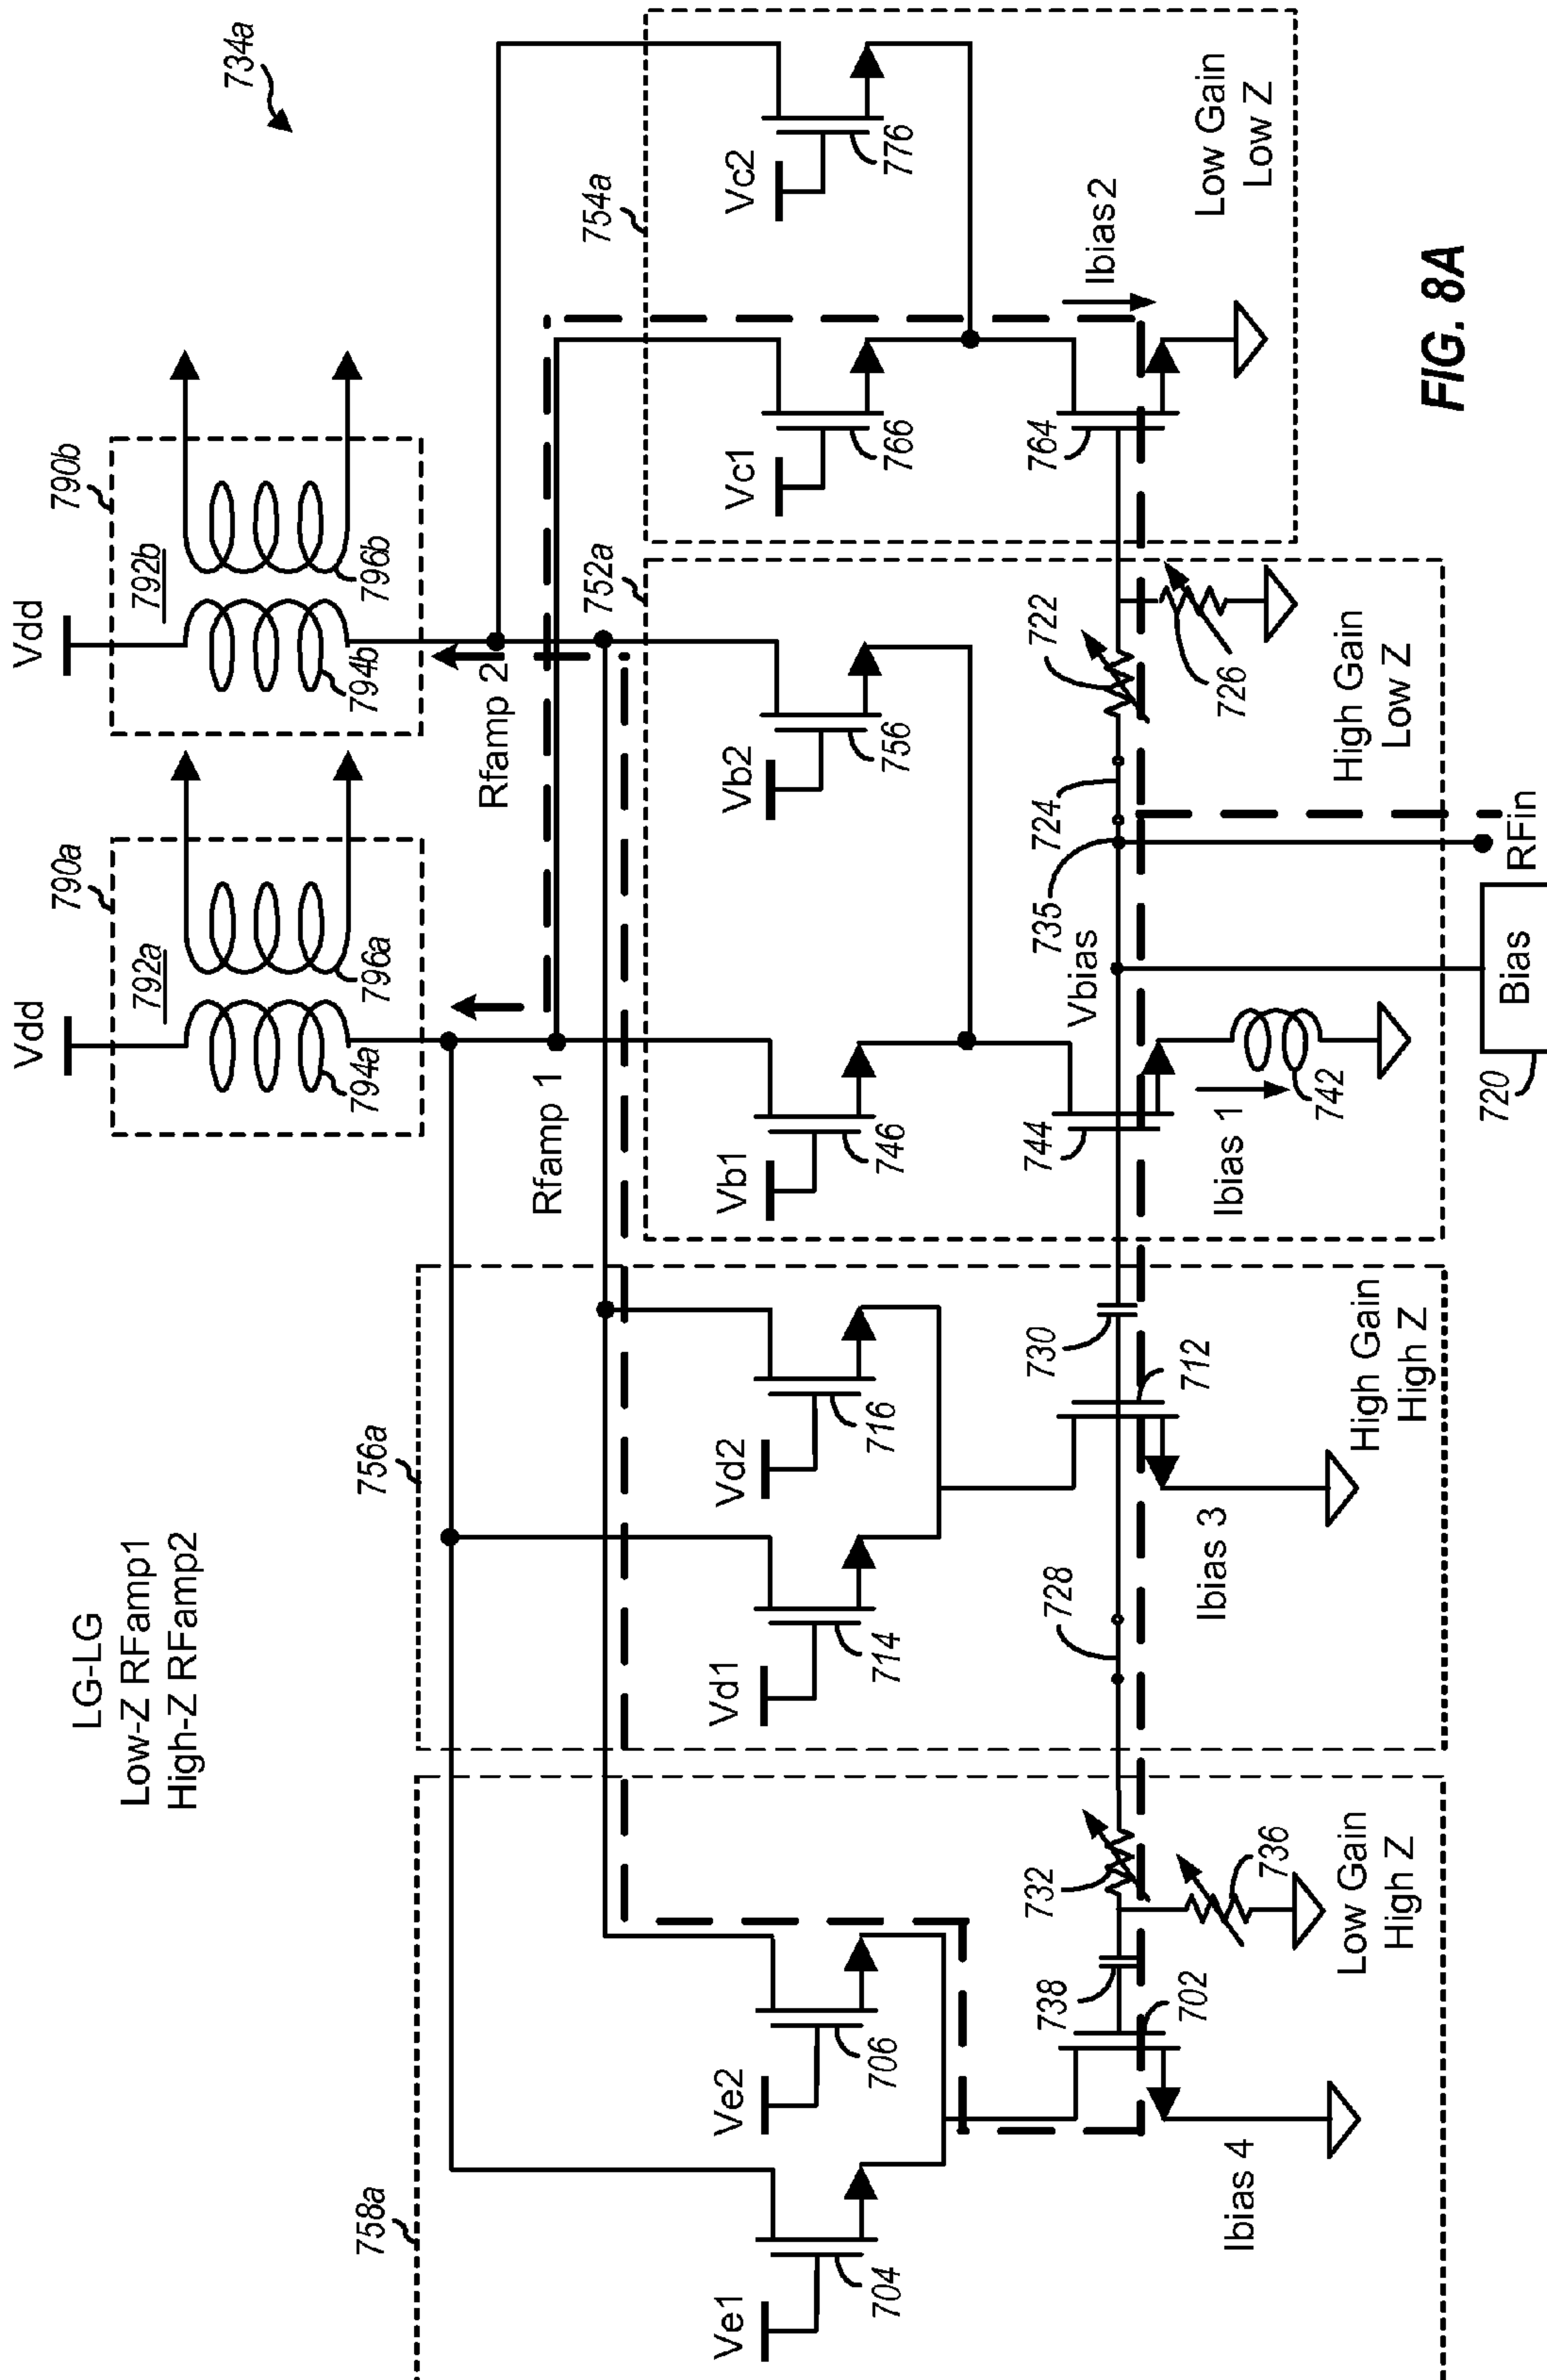 LG-LG
Low-Z RFamp1
High-Z RFamp2
734a
Vdd
Vdd
790a
790b
792a
792b
794a
796a
794b
796b
Rfamp 1
Rfamp 2
758a
756a
752a
754a
Ve1
704
Ve2
706
Vd1
714
Vd2
716
Vb1
746
Vb2
756
Vc1
766
Vc2
776
738
702
732
736
728
730
712
744
Vbias
735
724
722
726
764
Ibias 4
Ibias 3
Ibias 1
742
Ibias2
Low Gain
High Z
High Gain
High Z
High Gain
Low Z
Low Gain
Low Z
720
Bias
RFin
FIG. 8A